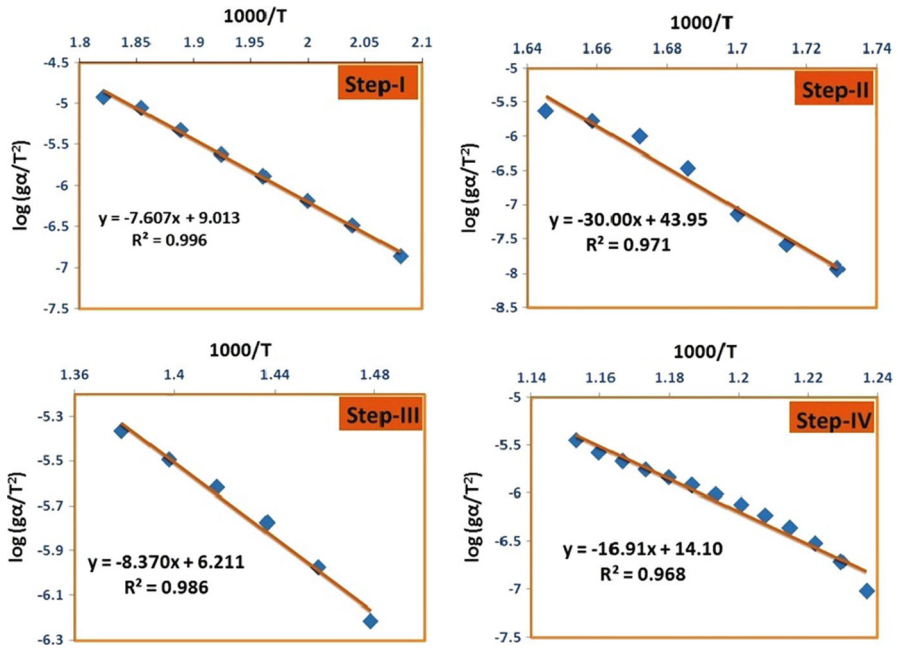 1000/T
1.8 1.85 1.9 1.95 2 2.05 2.1
-4.5
-5
-5.5
-6
-6.5
-7
-7.5
log (gα/T²)
Step-I
y = -7.607x + 9.013
R² = 0.996
1000/T
1.64 1.66 1.68 1.7 1.72 1.74
-5
-5.5
-6
-6.5
-7
-7.5
-8
-8.5
log (gα/T²)
Step-II
y = -30.00x + 43.95
R² = 0.971
1000/T
1.36 1.4 1.44 1.48
-5.3
-5.5
-5.7
-5.9
-6.1
-6.3
log (gα/T²)
Step-III
y = -8.370x + 6.211
R² = 0.986
1000/T
1.14 1.16 1.18 1.2 1.22 1.24
-5
-5.5
-6
-6.5
-7
-7.5
log (gα/T²)
Step-IV
y = -16.91x + 14.10
R² = 0.968